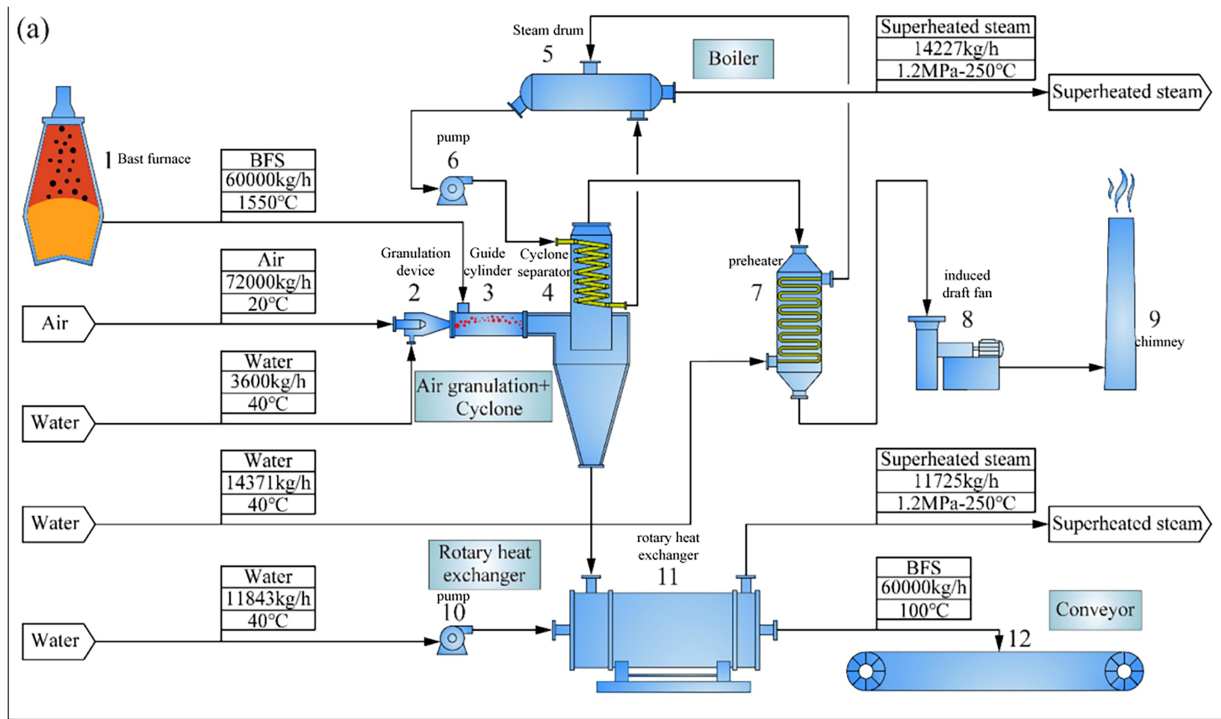 (a)
Steam drum
5
Boiler
Superheated steam
14227kg/h
1.2MPa-250℃
Superheated steam
1 Bast furnace
BFS
60000kg/h
1550℃
pump
6
Air
72000kg/h
20℃
Air
Granulation
device
2
Guide
cylinder
3
Cyclone
separator
4
preheater
7
induced
draft fan
8
9
chimney
Water
3600kg/h
40℃
Water
Air granulation+
Cyclone
Water
14371kg/h
40℃
Water
Superheated steam
11725kg/h
1.2MPa-250℃
Superheated steam
Rotary heat
exchanger
rotary heat
exchanger
11
Water
11843kg/h
40℃
Water
pump
10
BFS
60000kg/h
100℃
Conveyor
12